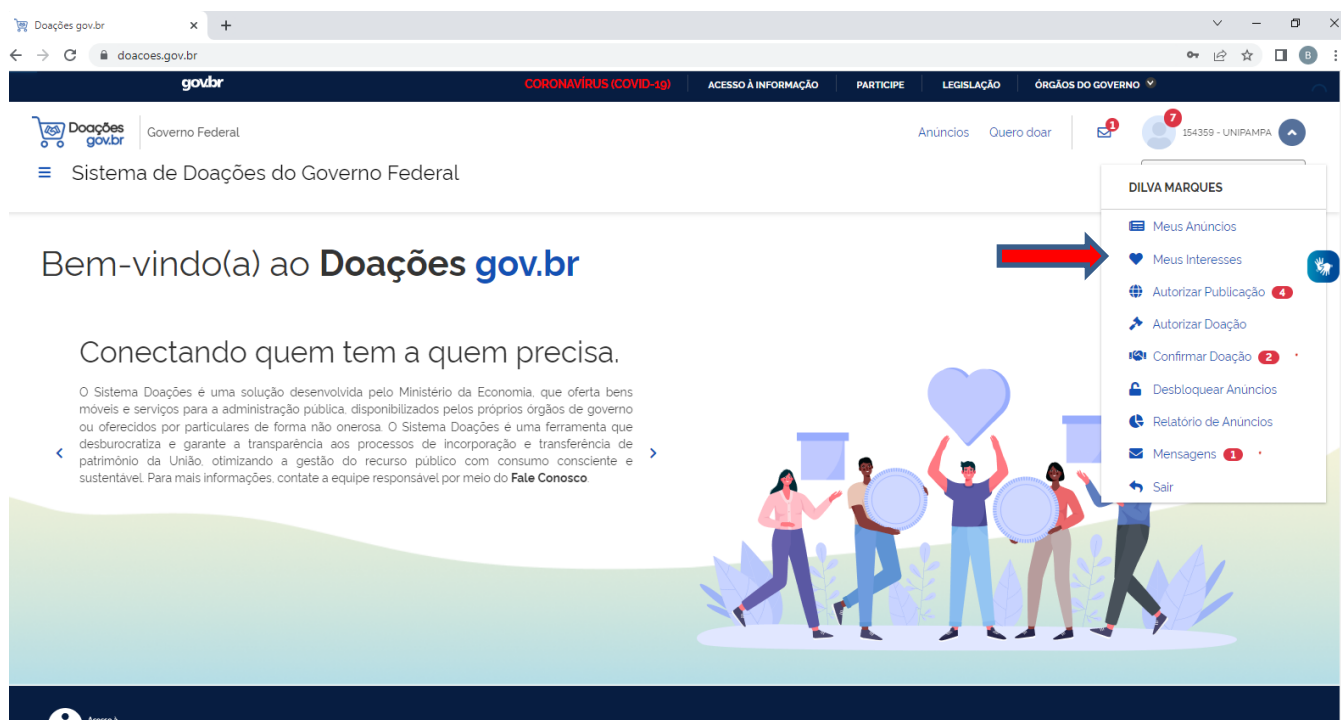 Doações gov.br
doacoes.gov.br
B
gov.br
CORONAVÍRUS (COVID-19)
ACESSO À INFORMAÇÃO
PARTICIPE
LEGISLAÇÃO
ÓRGÃOS DO GOVERNO
Doações
gov.br
Governo Federal
Anúncios
Quero doar
1
7
154359 - UNIPAMPA
Sistema de Doações do Governo Federal
DILVA MARQUES
Meus Anúncios
Meus Interesses
Autorizar Publicação 4
Autorizar Doação
Confirmar Doação 2
Desbloquear Anúncios
Relatório de Anúncios
Mensagens 1
Sair
Bem-vindo(a) ao Doações gov.br
Conectando quem tem a quem precisa.
O Sistema Doações é uma solução desenvolvida pelo Ministério da Economia, que oferta bens
móveis e serviços para a administração pública, disponibilizados pelos próprios órgãos de governo
ou oferecidos por particulares de forma não onerosa. O Sistema Doações é uma ferramenta que
desburocratiza e garante a transparência aos processos de incorporação e transferência de
patrimônio da União, otimizando a gestão do recurso público com consumo consciente e
sustentável. Para mais informações, contate a equipe responsável por meio do Fale Conosco.
Acesso à